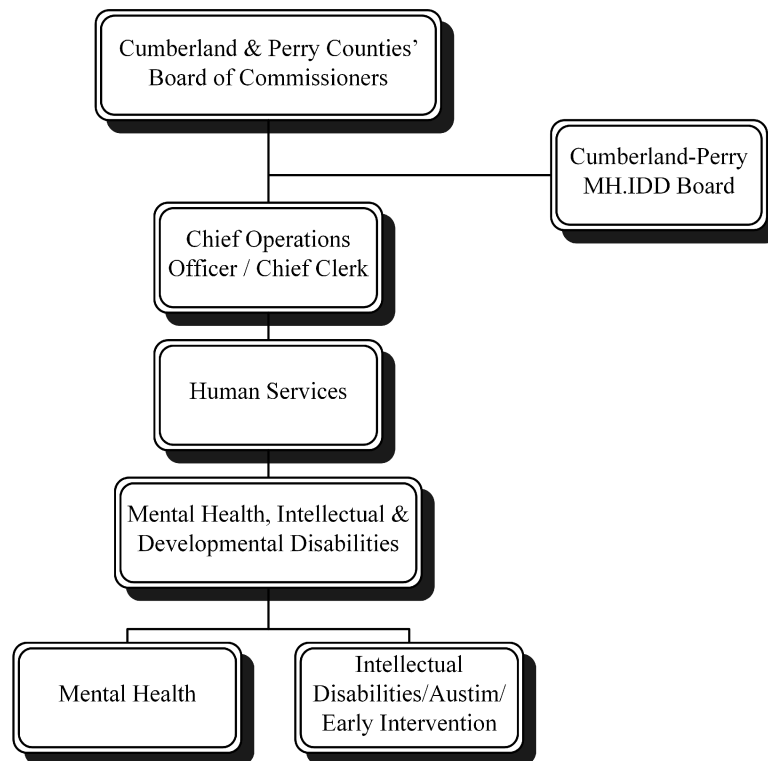 Cumberland & Perry Counties’
Board of Commissioners
Cumberland-Perry
MH.IDD Board
Chief Operations
Officer / Chief Clerk
Human Services
Mental Health, Intellectual &
Developmental Disabilities
Mental Health
Intellectual
Disabilities/Austim/
Early Intervention